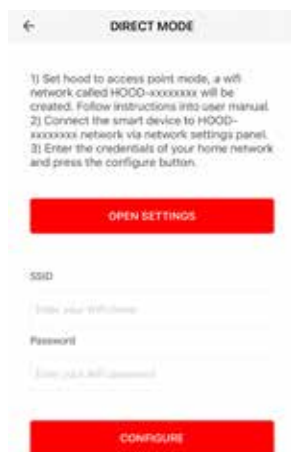 DIRECT MODE
1) Set hood to access point mode, a wifi
network called HOOD-xxxxxxxx will be
created. Follow instructions into user manual.
2) Connect the smart device to HOOD-
xxxxxxxx network via network settings panel.
3) Enter the credentials of your home network
and press the configure button.
OPEN SETTINGS
SSID
Enter your WiFi name
Password
Enter your WiFi password
CONFIGURE